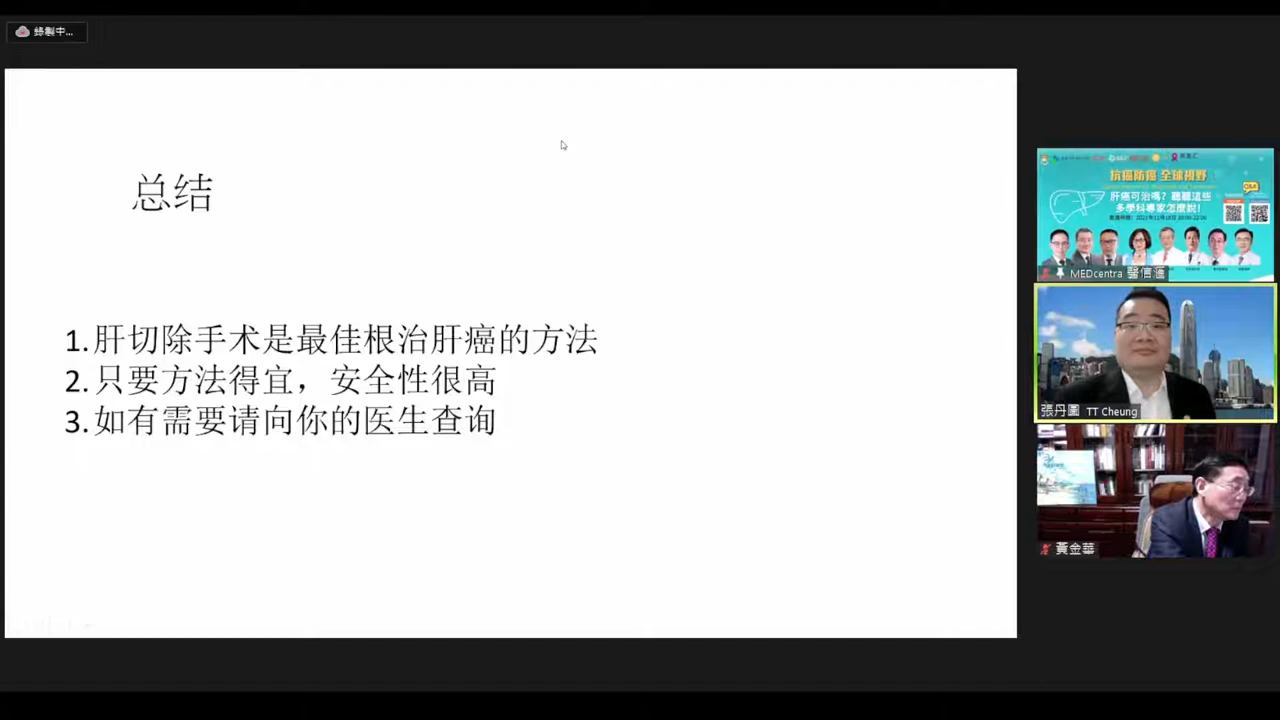 錄製中...
总结
1.肝切除手术是最佳根治肝癌的方法
2.只要方法得宜，安全性很高
3.如有需要请向你的医生查询
抗癌防癌 全球視野
肝癌可治嗎？聽聽這些
多學科專家怎麼說!
Q&A
MEDcentra 醫信滙
張丹圖 TT Cheung
黃金華